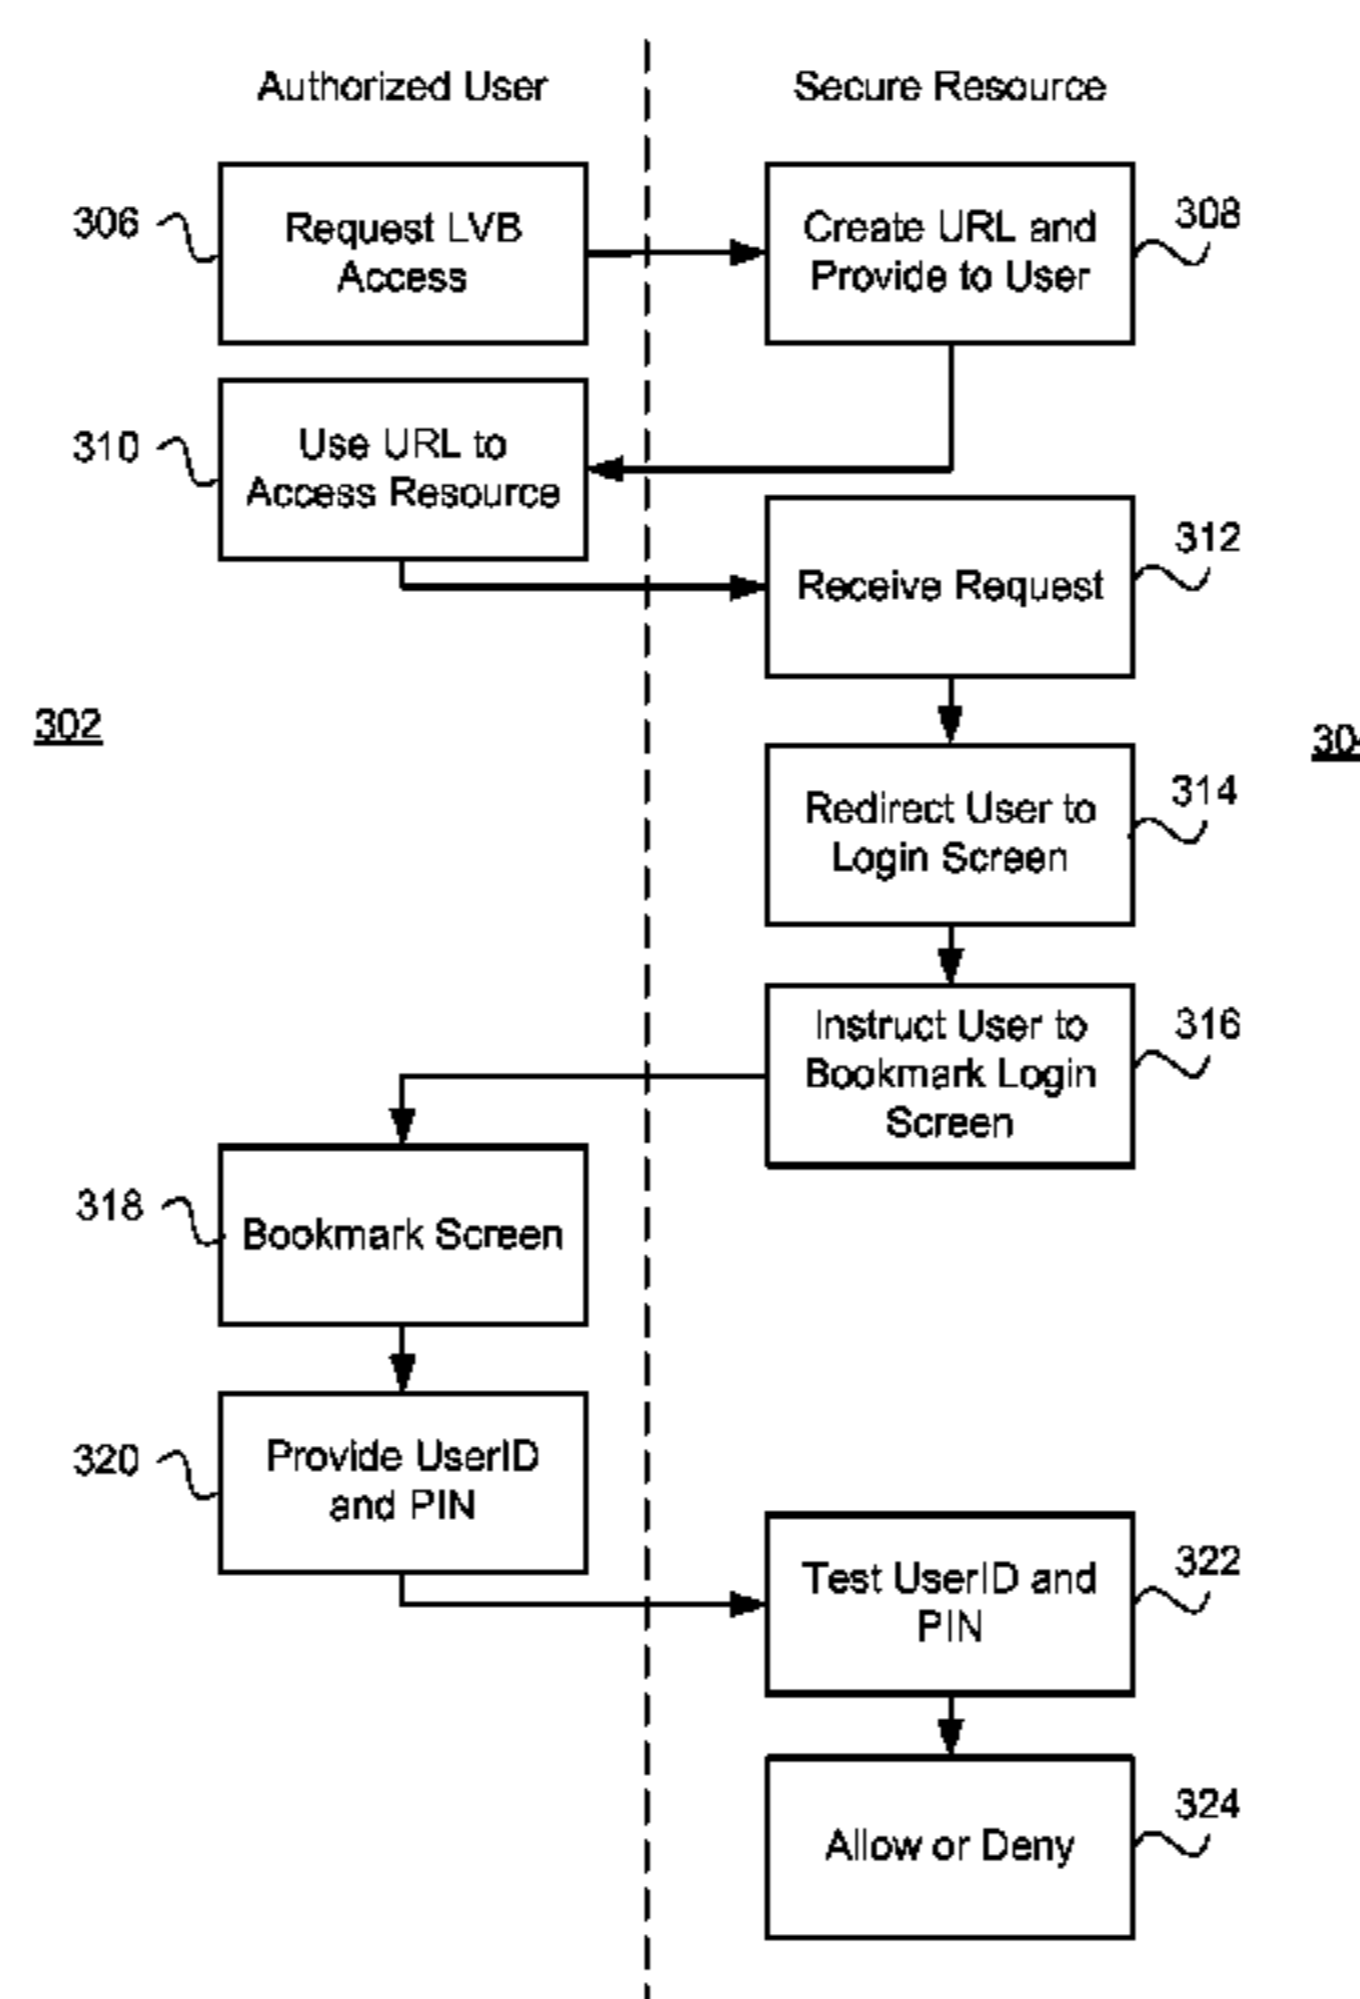 Authorized User
Secure Resource
306
Request LVB
Access
Create URL and
Provide to User
308
310
Use URL to
Access Resource
Receive Request
312
302
304
Redirect User to
Login Screen
314
Instruct User to
Bookmark Login
Screen
316
318
Bookmark Screen
320
Provide UserID
and PIN
Test UserID and
PIN
322
Allow or Deny
324